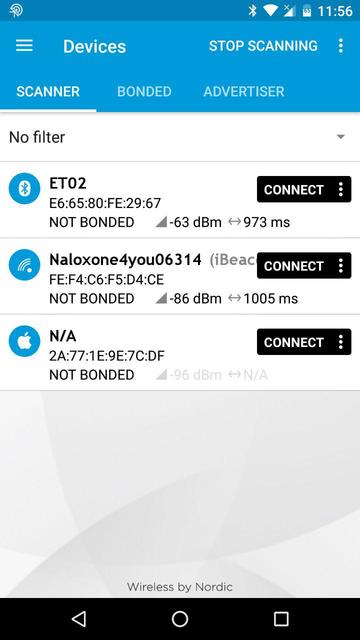 11:56
Devices
STOP SCANNING
SCANNER BONDED ADVERTISER
No filter
ET02
CONNECT
E6:65:80:FE:29:67
NOT BONDED -63 dBm 973 ms
Naloxone4you06314 (iBeac
CONNECT
FE:F4:C6:F5:D4:CE
NOT BONDED -86 dBm 1005 ms
N/A
CONNECT
2A:77:1E:9E:7C:DF
NOT BONDED -96 dBm N/A
Wireless by Nordic